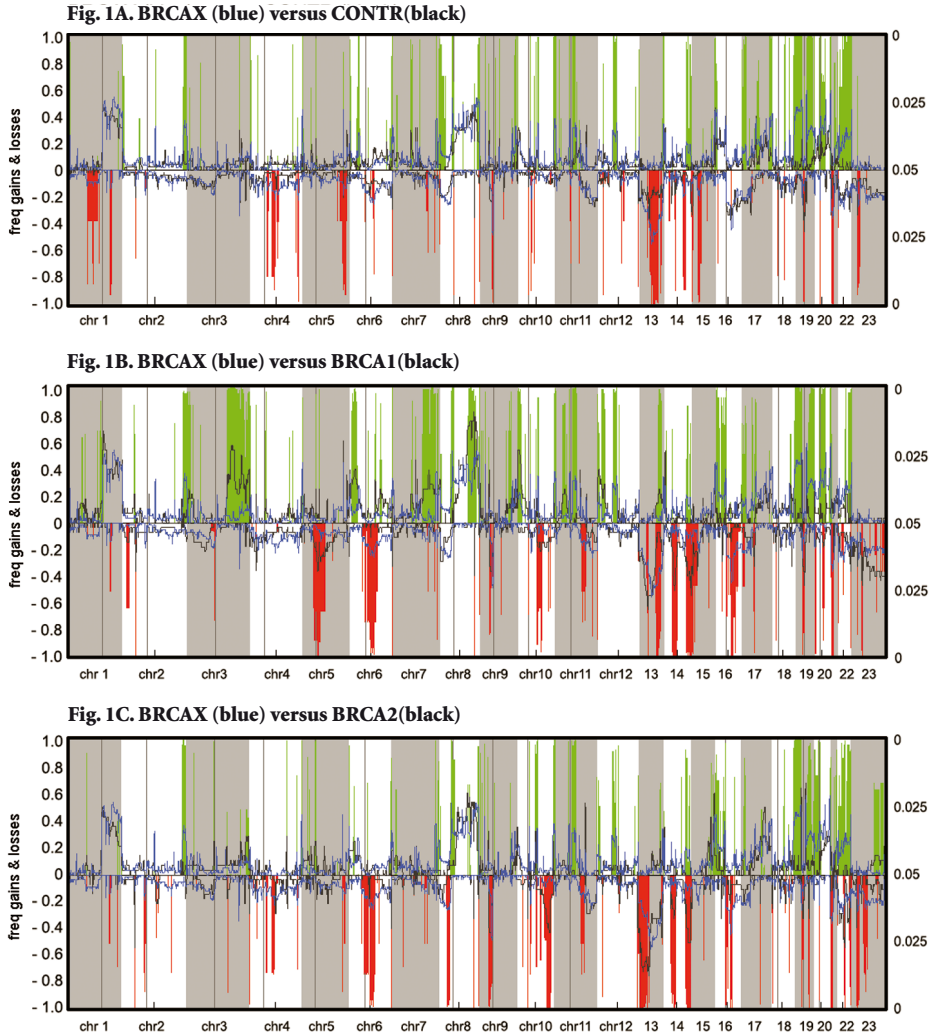 Fig. 1A. BRCAX (blue) versus CONTR(black)
1.0 0
0.8
0.6
0.4 0.025
0.2
0 0.05
- 0.2
- 0.4
- 0.6 0.025
- 0.8
- 1.0 0
freq gains & losses
chr 1 chr2 chr3 chr4 chr5 chr6 chr7 chr8 chr9 chr10 chr11 chr12 13 14 15 16 17 18 19 20 22 23
Fig. 1B. BRCAX (blue) versus BRCA1(black)
1.0 0
0.8
0.6
0.4 0.025
0.2
0 0.05
- 0.2
- 0.4
- 0.6 0.025
- 0.8
- 1.0 0
freq gains & losses
chr 1 chr2 chr3 chr4 chr5 chr6 chr7 chr8 chr9 chr10 chr11 chr12 13 14 15 16 17 18 19 20 22 23
Fig. 1C. BRCAX (blue) versus BRCA2(black)
1.0 0
0.8
0.6
0.4 0.025
0.2
0 0.05
- 0.2
- 0.4
- 0.6 0.025
- 0.8
- 1.0 0
freq gains & losses
chr 1 chr2 chr3 chr4 chr5 chr6 chr7 chr8 chr9 chr10 chr11 chr12 13 14 15 16 17 18 19 20 22 23